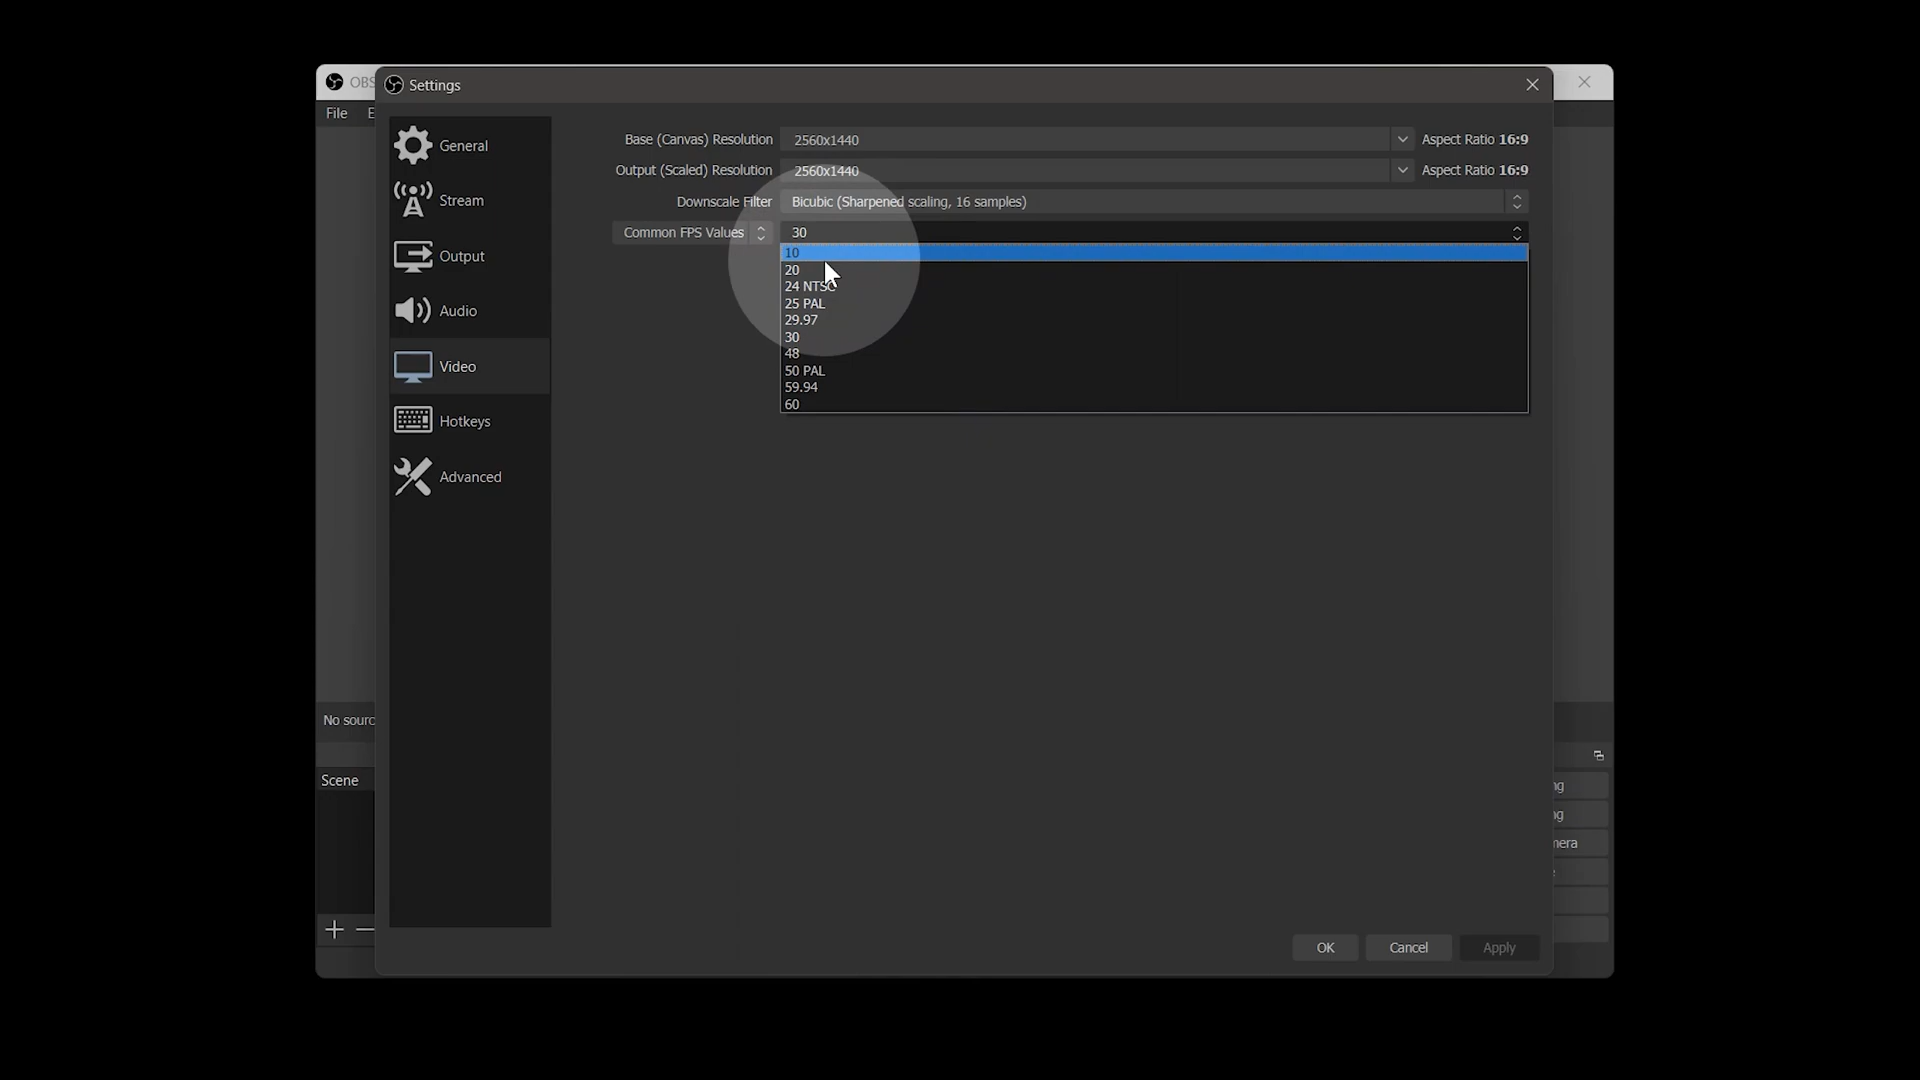 OBS
Settings
File
E
General
Stream
Output
Audio
Video
Hotkeys
Advanced
Base (Canvas) Resolution 2560x1440 Aspect Ratio 16:9
Output (Scaled) Resolution 2560x1440 Aspect Ratio 16:9
Downscale Filter Bicubic (Sharpened scaling, 16 samples)
Common FPS Values 30
10
20
24 NTSC
25 PAL
29.97
30
48
50 PAL
59.94
60
No sourc
Scene
ng
ng
mera
OK Cancel Apply